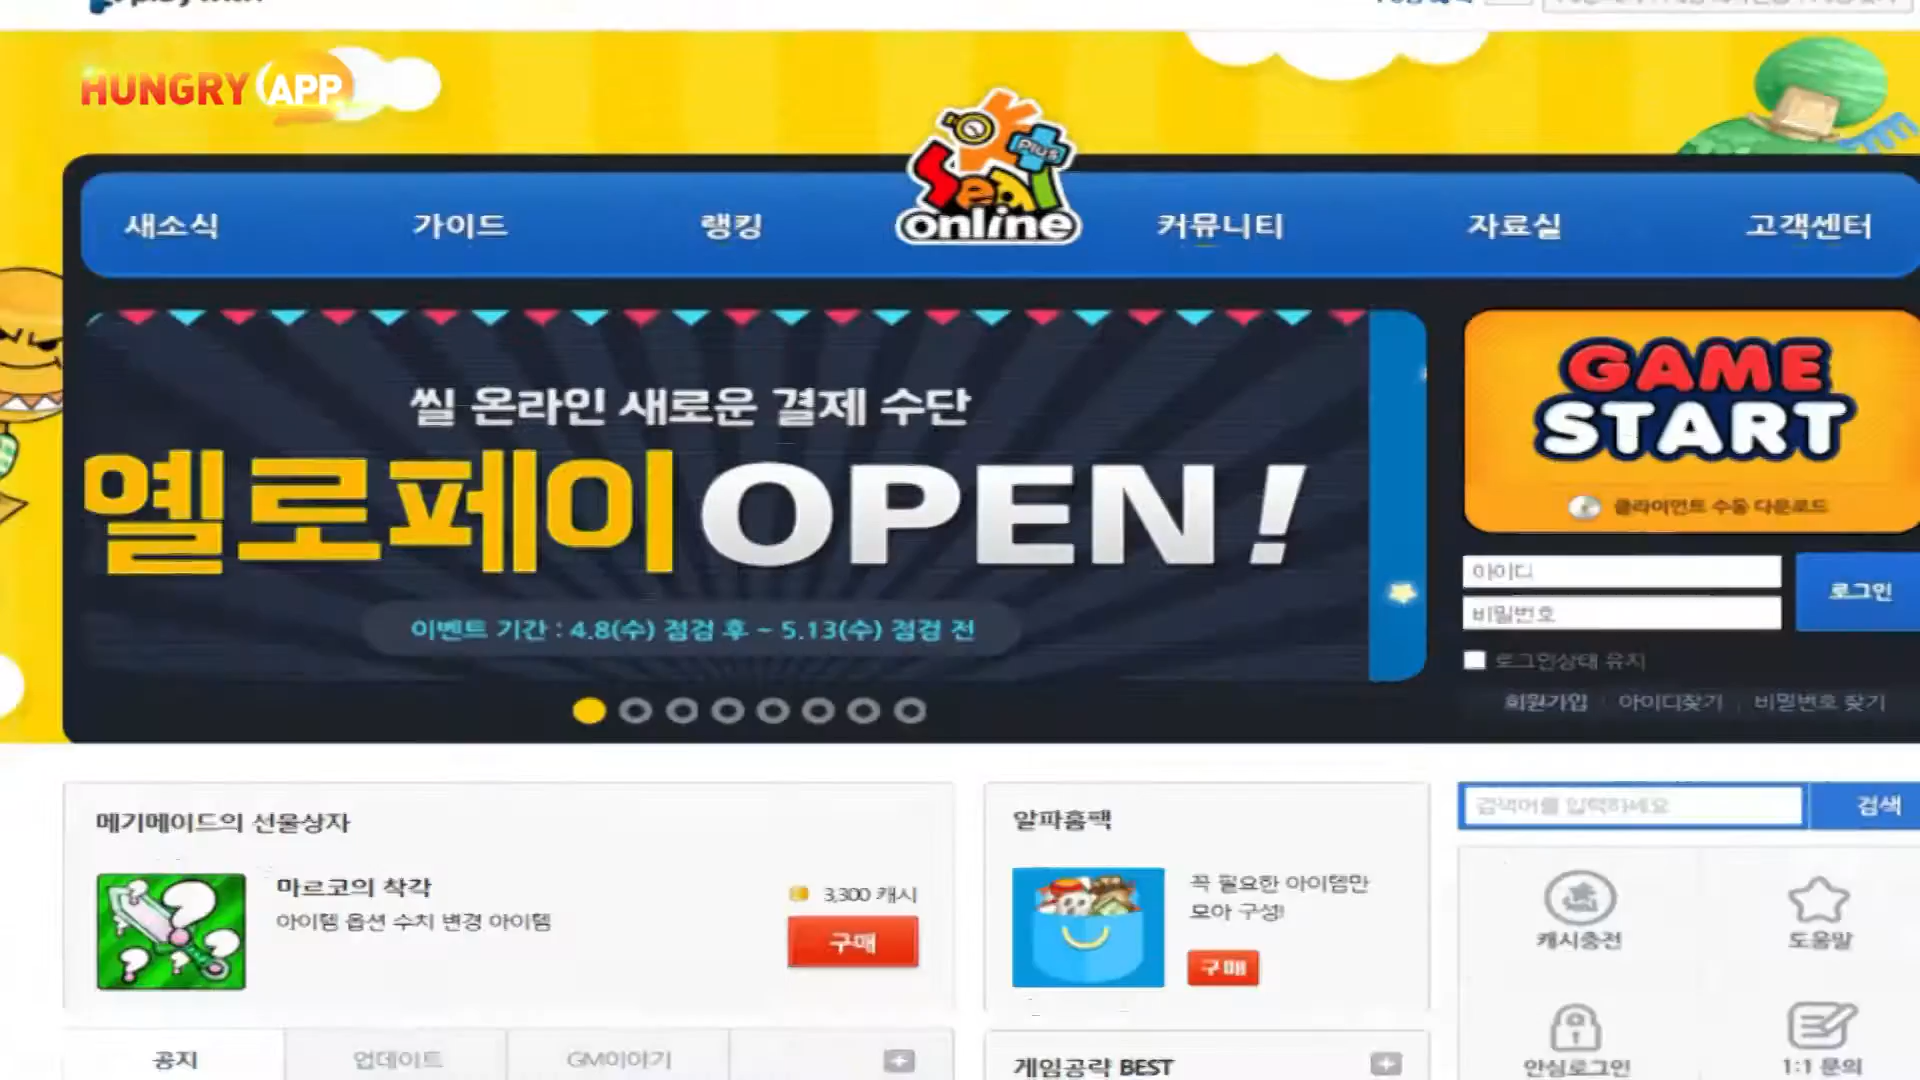 HUNGRY APP
Plus
Seal
online
새소식
가이드
랭킹
커뮤니티
자료실
고객센터
씰 온라인 새로운 결제 수단
옐로페이 OPEN!
이벤트 기간 : 4.8(수) 점검 후 ~ 5.13(수) 점검 전
GAME
START
클라이언트 수동 다운로드
아이디
비밀번호
로그인
로그인상태 유지
회원가입
아이디찾기
비밀번호 찾기
메기메이드의 선물상자
마르코의 착각
아이템 옵션 수치 변경 아이템
3,300 캐시
구매
알파홈팩
꼭 필요한 아이템만
모아 구성!
구매
검색어를 입력하세요
검색
캐시충전
도움말
안심로그인
1:1 문의
공지
업데이트
GM이야기
게임공략 BEST